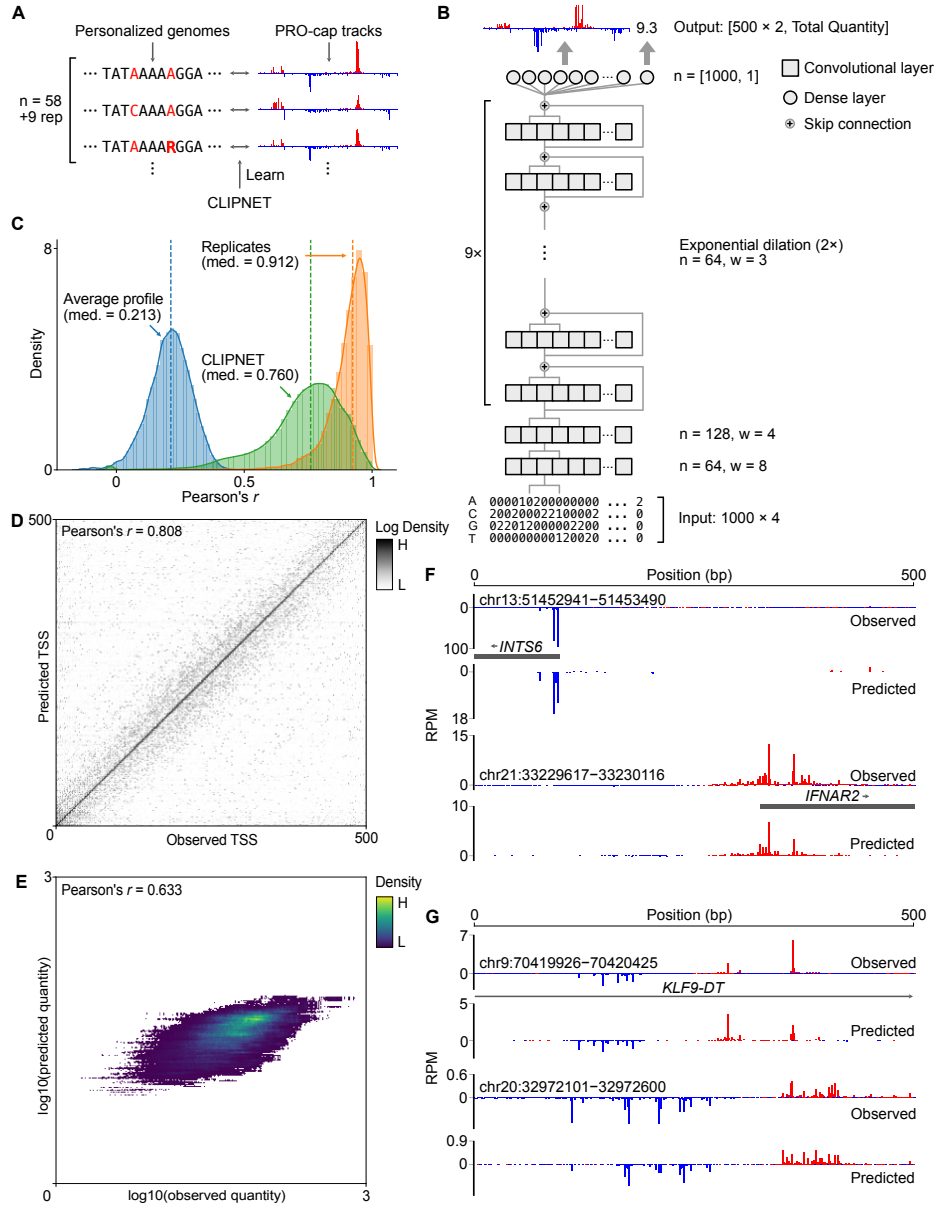 A
Personalized genomes
PRO-cap tracks
n = 58
+9 rep
··· TATAAAAAGGA ···
··· TATCAAAAGGA ···
··· TATAAAARGGA ···
Learn
CLIPNET
B
9.3
Output: [500 × 2, Total Quantity]
n = [1000, 1]
Convolutional layer
Dense layer
Skip connection
9×
Exponential dilation (2×)
n = 64, w = 3
n = 128, w = 4
n = 64, w = 8
A 0000102000000000 ... 2
C 200200022100002 ... 0
G 022012000002200 ... 0
T 000000000120020 ... 0
Input: 1000 × 4
C
8
0
Density
Replicates
(med. = 0.912)
Average profile
(med. = 0.213)
CLIPNET
(med. = 0.760)
0
0.5
1
Pearson's r
D
500
Pearson's r = 0.808
Predicted TSS
0
Observed TSS
500
Log Density
H
L
E
3
Pearson's r = 0.633
log10(predicted quantity)
0
log10(observed quantity)
3
Density
H
L
F
0
Position (bp)
500
chr13:51452941−51453490
0
Observed
100
INTS6
0
Predicted
18
RPM
15
chr21:33229617−33230116
Observed
0
IFNAR2
10
Predicted
0
G
0
Position (bp)
500
7
chr9:70419926−70420425
Observed
0
KLF9-DT
5
Predicted
0
RPM
0.6
chr20:32972101−32972600
0
Observed
0.9
Predicted
0